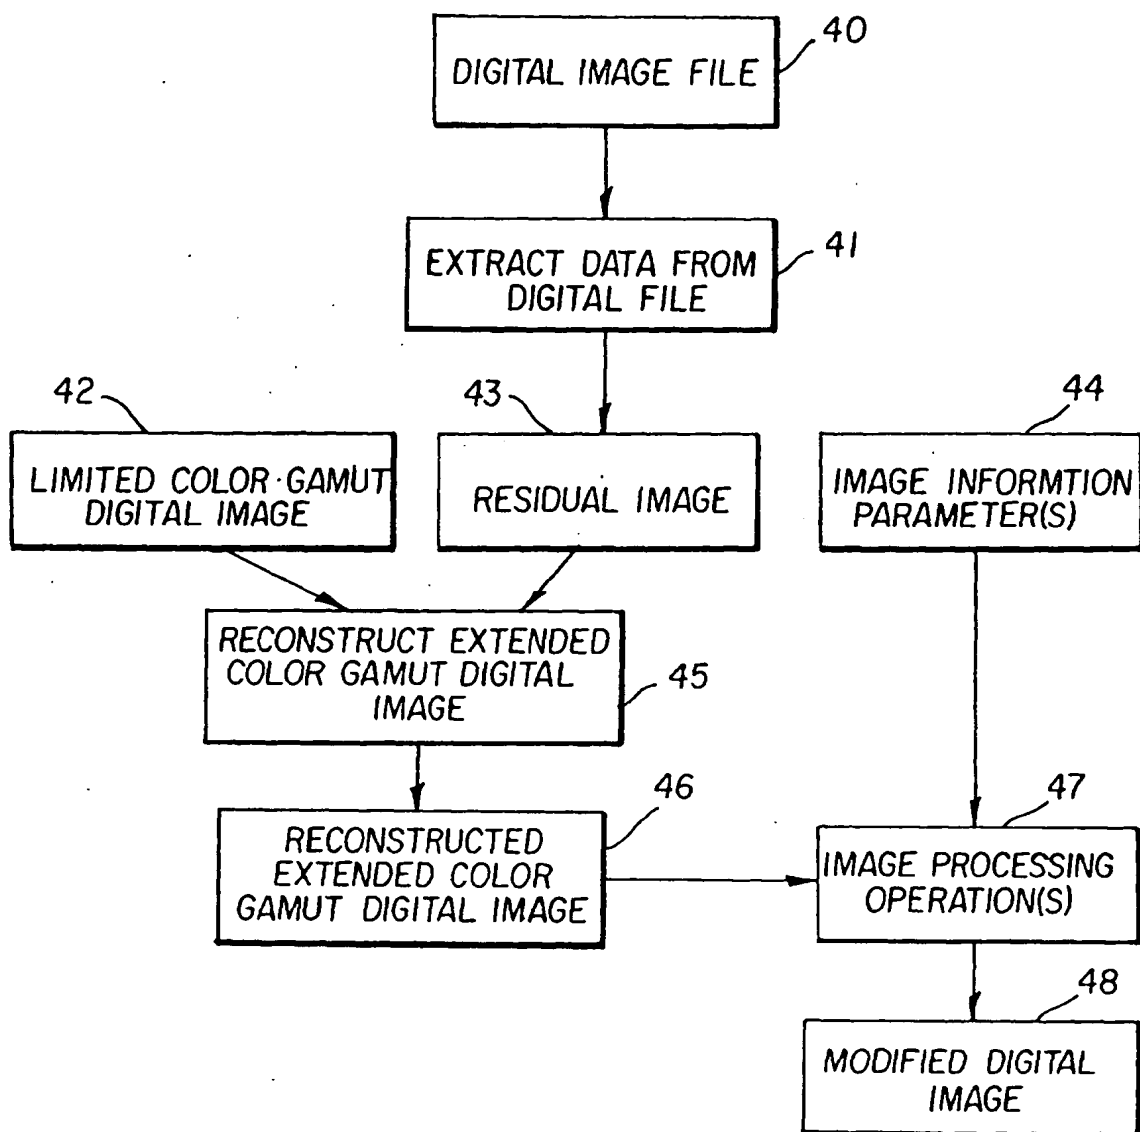 40
DIGITAL IMAGE FILE
41
EXTRACT DATA FROM
DIGITAL FILE
42
43
44
LIMITED COLOR·GAMUT
DIGITAL IMAGE
RESIDUAL IMAGE
IMAGE INFORMTION
PARAMETER(S)
RECONSTRUCT EXTENDED
COLOR GAMUT DIGITAL
IMAGE
45
46
47
RECONSTRUCTED
EXTENDED COLOR
GAMUT DIGITAL IMAGE
IMAGE PROCESSING
OPERATION(S)
48
MODIFIED DIGITAL
IMAGE